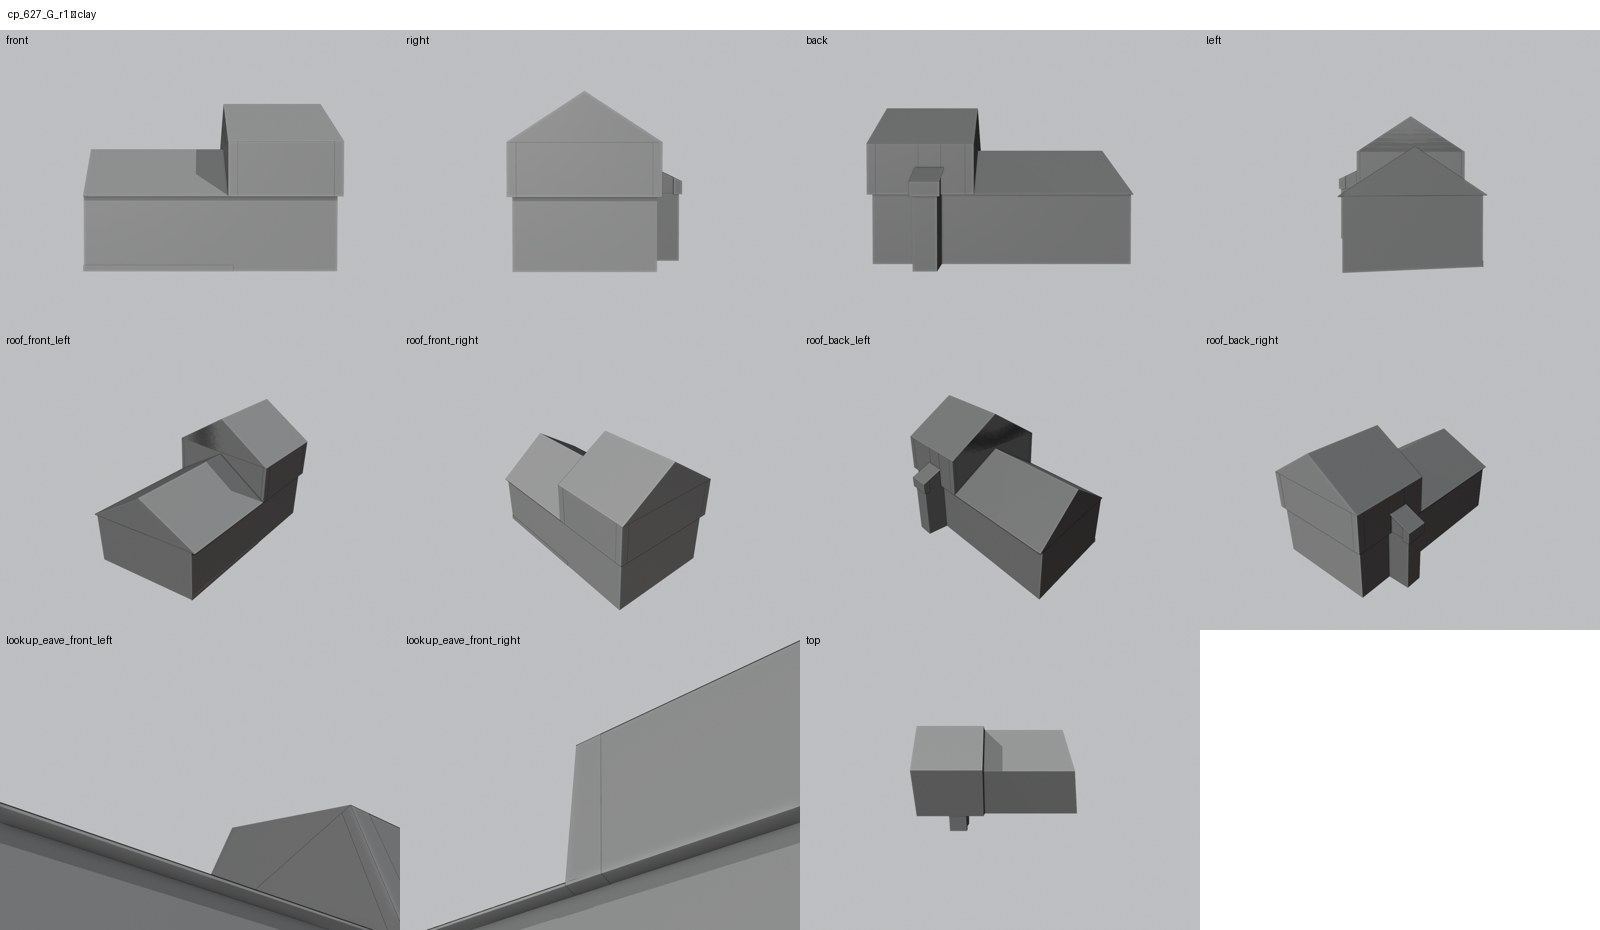 cp_627_G_r1 clay
front
right
back
left
roof_front_left
roof_front_right
roof_back_left
roof_back_right
lookup_eave_front_left
lookup_eave_front_right
top